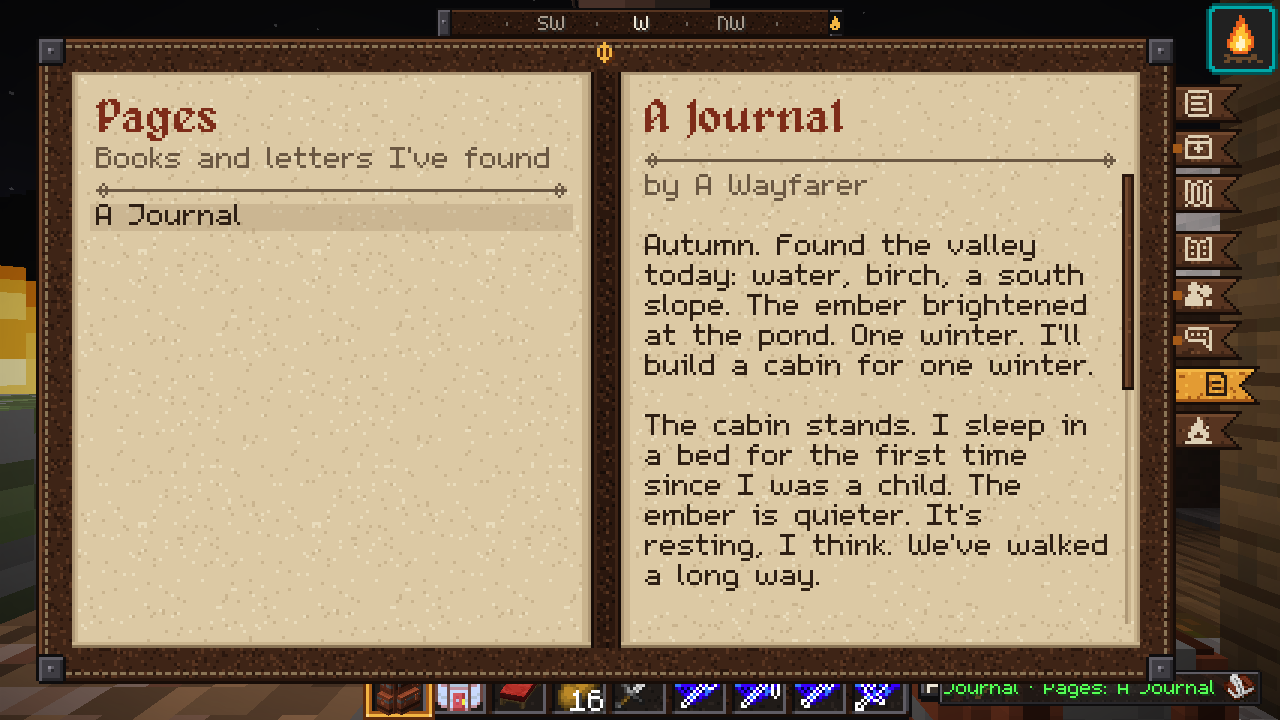 SW W NW
Pages
Books and letters I've found
A Journal
A Journal
by A Wayfarer
Autumn. Found the valley
today: water, birch, a south
slope. The ember brightened
at the pond. One winter. I'll
build a cabin for one winter.
The cabin stands. I sleep in
a bed for the first time
since I was a child. The
ember is quieter. It's
resting, I think. We've walked
a long way.
16
Journal · Pages: A Journal